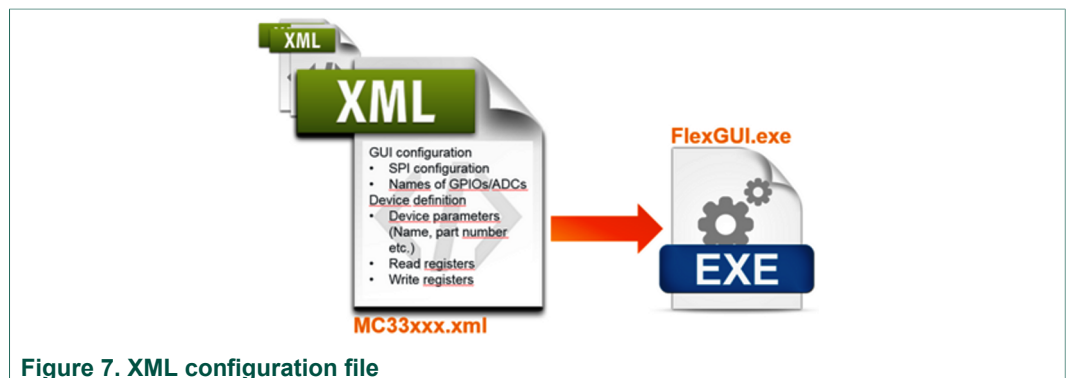 XML
XML
GUI configuration
• SPI configuration
• Names of GPIOs/ADCs
Device definition
• Device parameters
(Name, part number
etc.)
• Read registers
• Write registers
MC33xxx.xml
FlexGUI.exe
EXE
Figure 7. XML configuration file